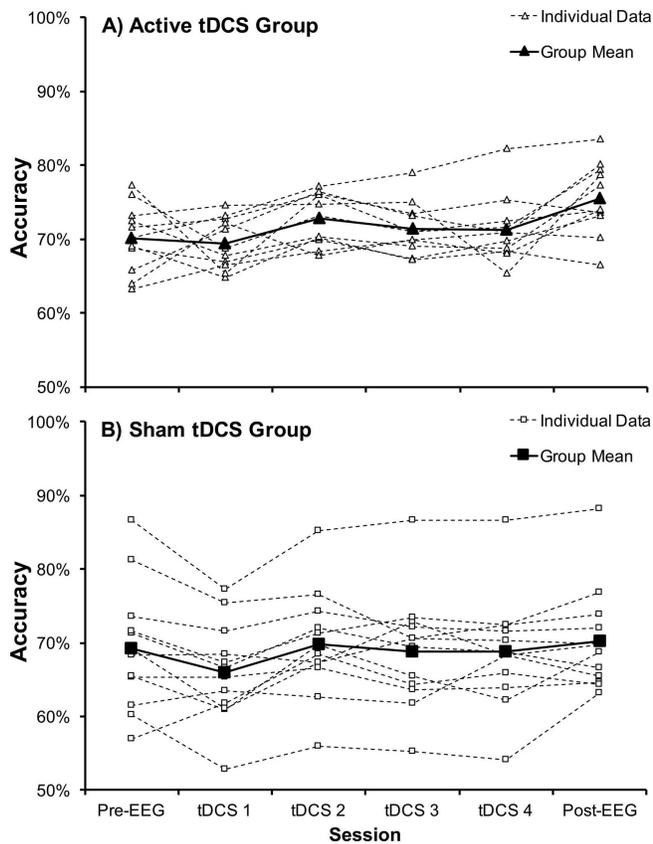 100%
A) Active tDCS Group
Individual Data
Group Mean
90%
80%
70%
60%
50%
Accuracy
100%
B) Sham tDCS Group
Individual Data
Group Mean
90%
80%
70%
60%
50%
Accuracy
Pre-EEG tDCS 1 tDCS 2 tDCS 3 tDCS 4 Post-EEG
Session